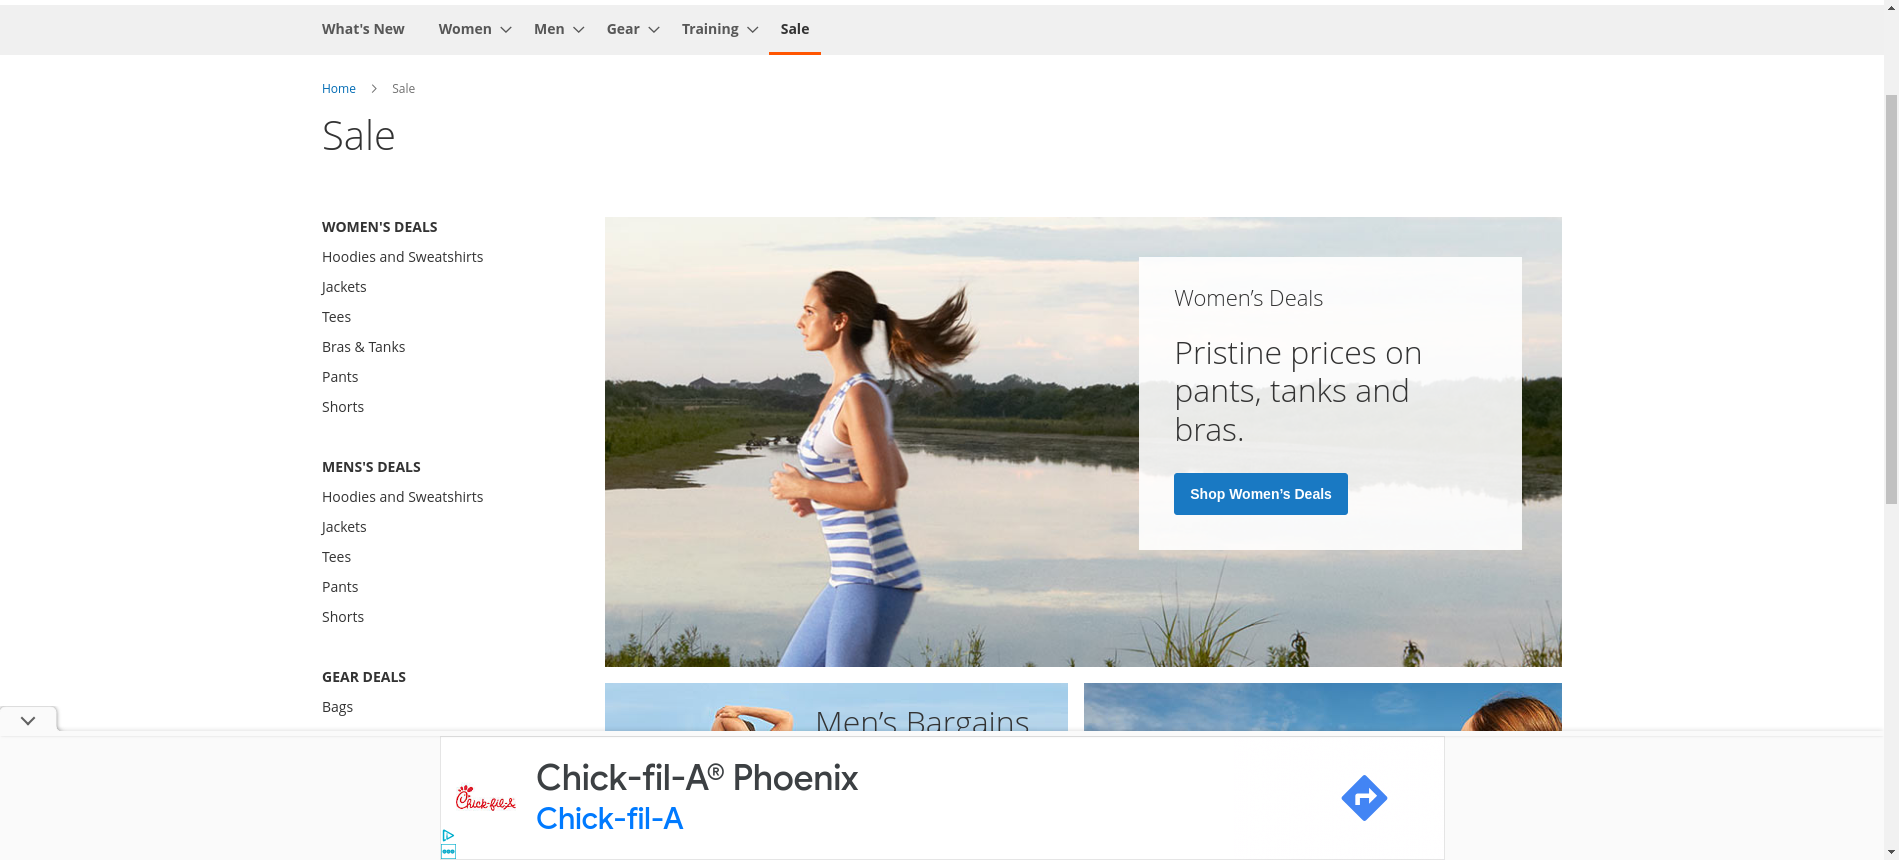 What's New Women Men Gear Training Sale
Home Sale
Sale
WOMEN'S DEALS
Hoodies and Sweatshirts
Jackets
Tees
Bras & Tanks
Pants
Shorts
MENS'S DEALS
Hoodies and Sweatshirts
Jackets
Tees
Pants
Shorts
GEAR DEALS
Bags
Women’s Deals
Pristine prices on
pants, tanks and
bras.
Shop Women’s Deals
Men’s Bargains
Chick-fil-A
Chick-fil-A® Phoenix
Chick-fil-A